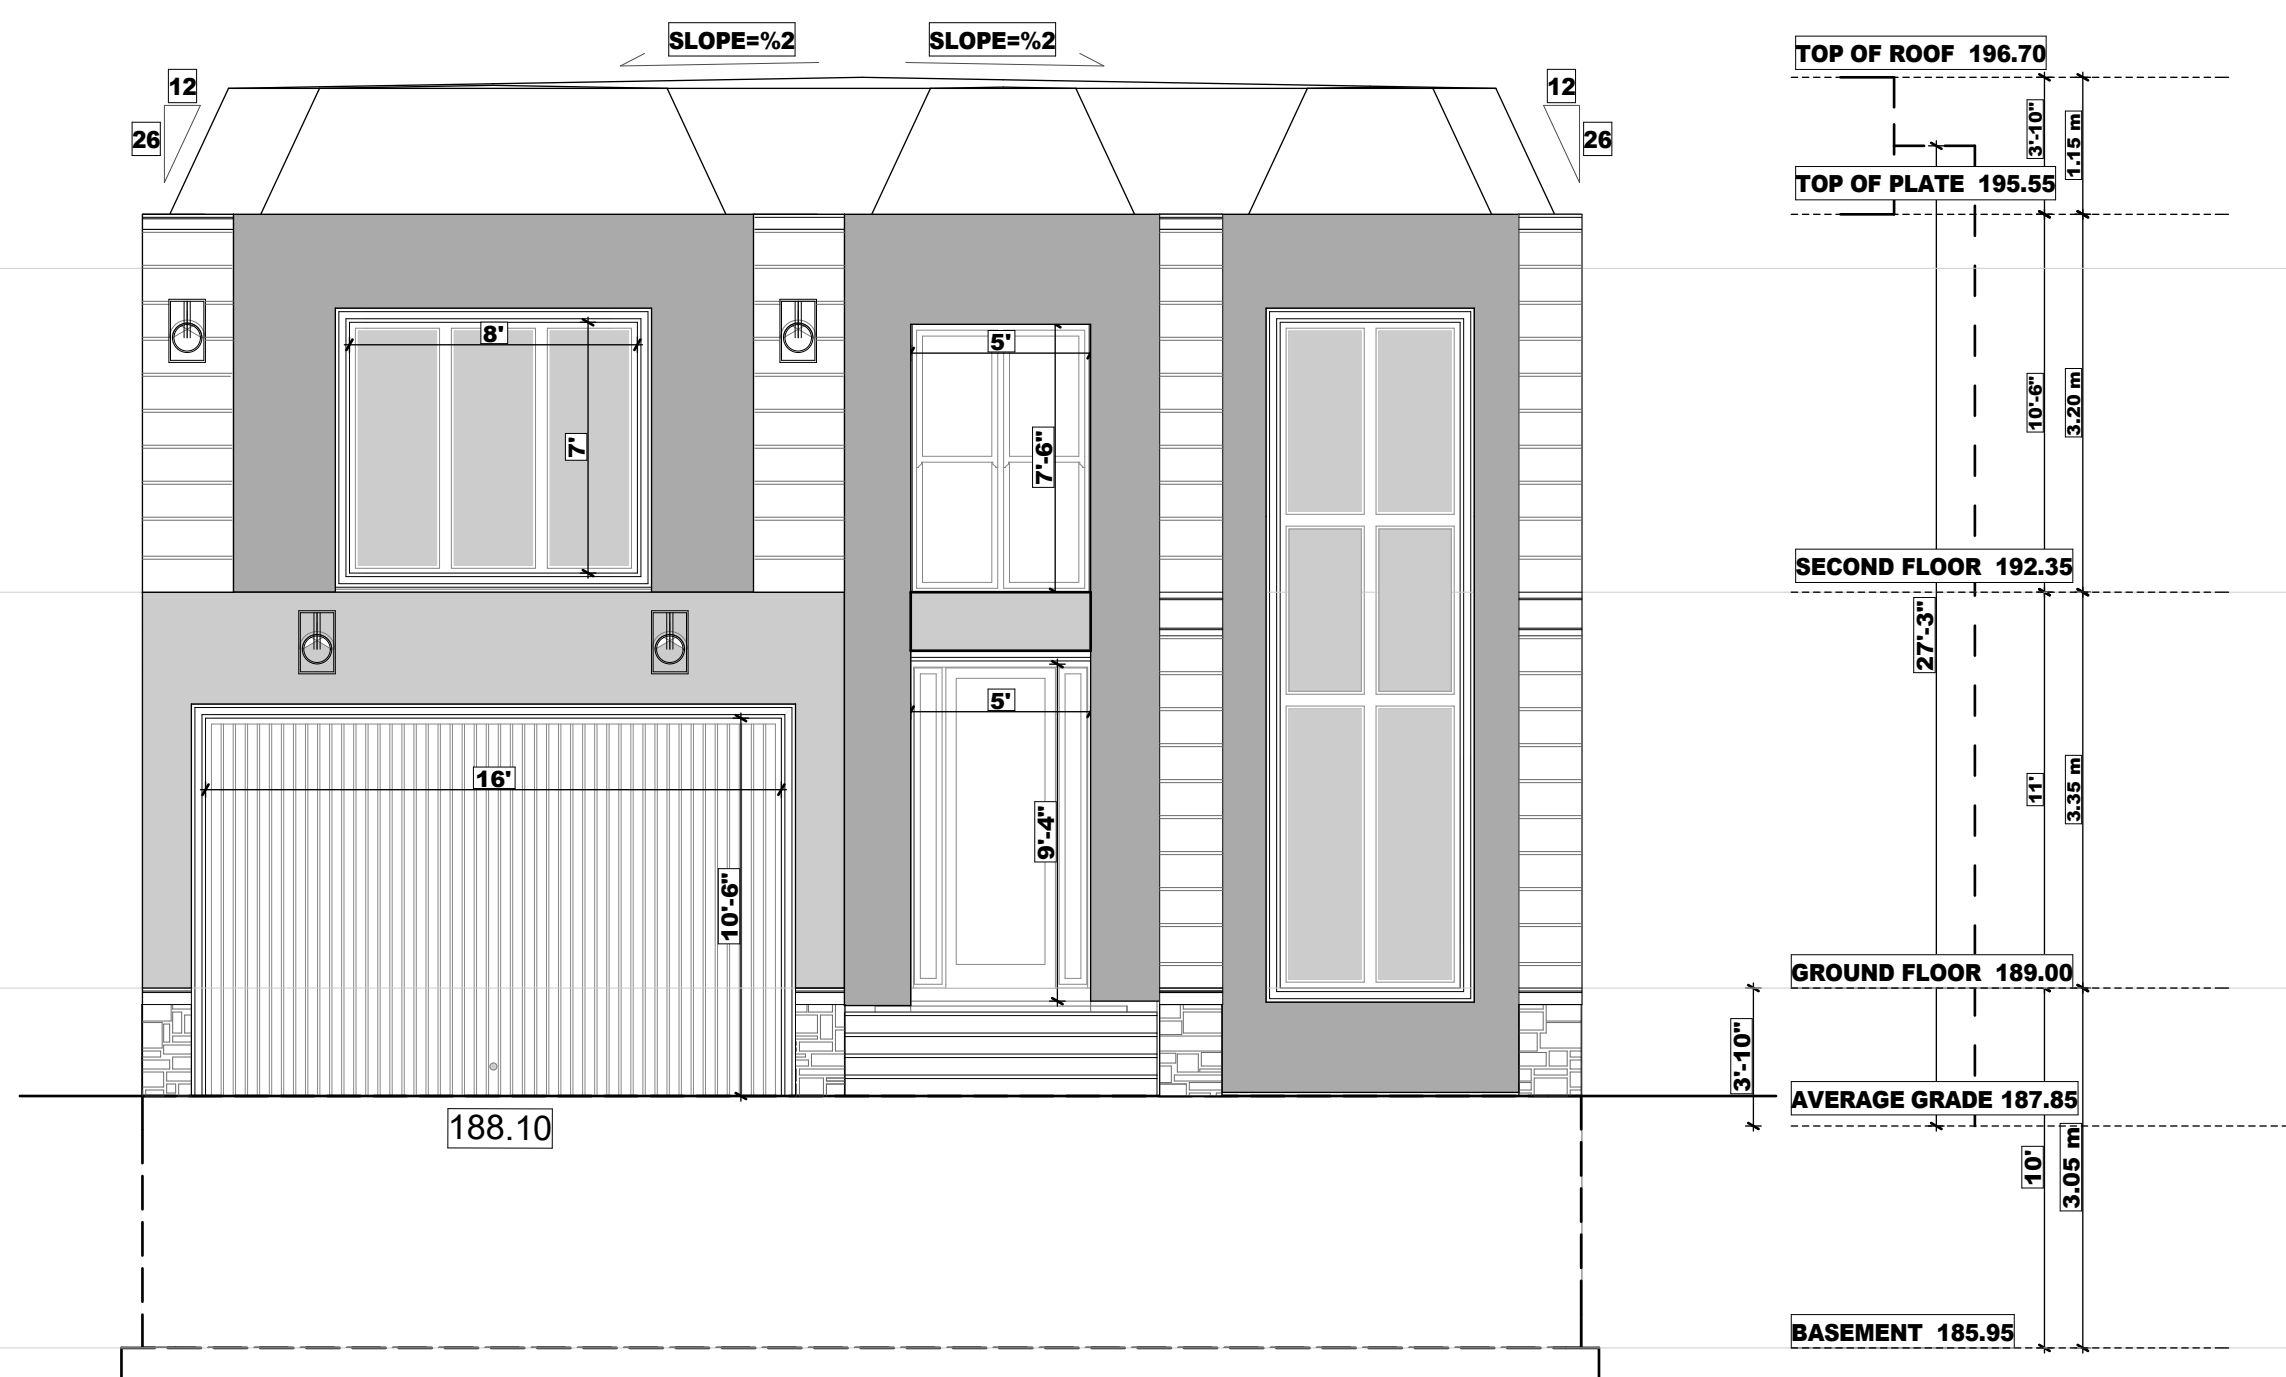 SLOPE=%2
SLOPE=%2
12
26
12
26
8'
7'
5'
7'-6"
5'
9'-4"
16'
10'-6"
188.10
TOP OF ROOF 196.70
3'-10"
1.15 m
TOP OF PLATE 195.55
10'-6"
3.20 m
SECOND FLOOR 192.35
27'-3"
11'
3.35 m
GROUND FLOOR 189.00
3'-10"
AVERAGE GRADE 187.85
10'
3.05 m
BASEMENT 185.95